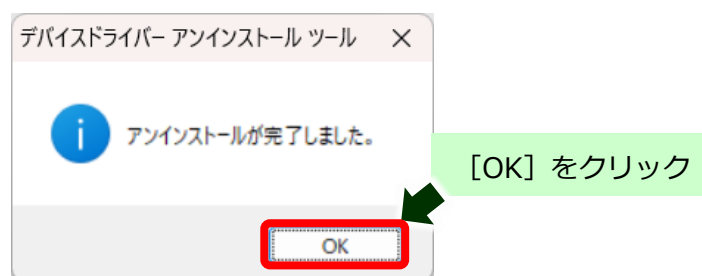 デバイスドライバー アンインストール ツール
アンインストールが完了しました。
［OK］をクリック
OK